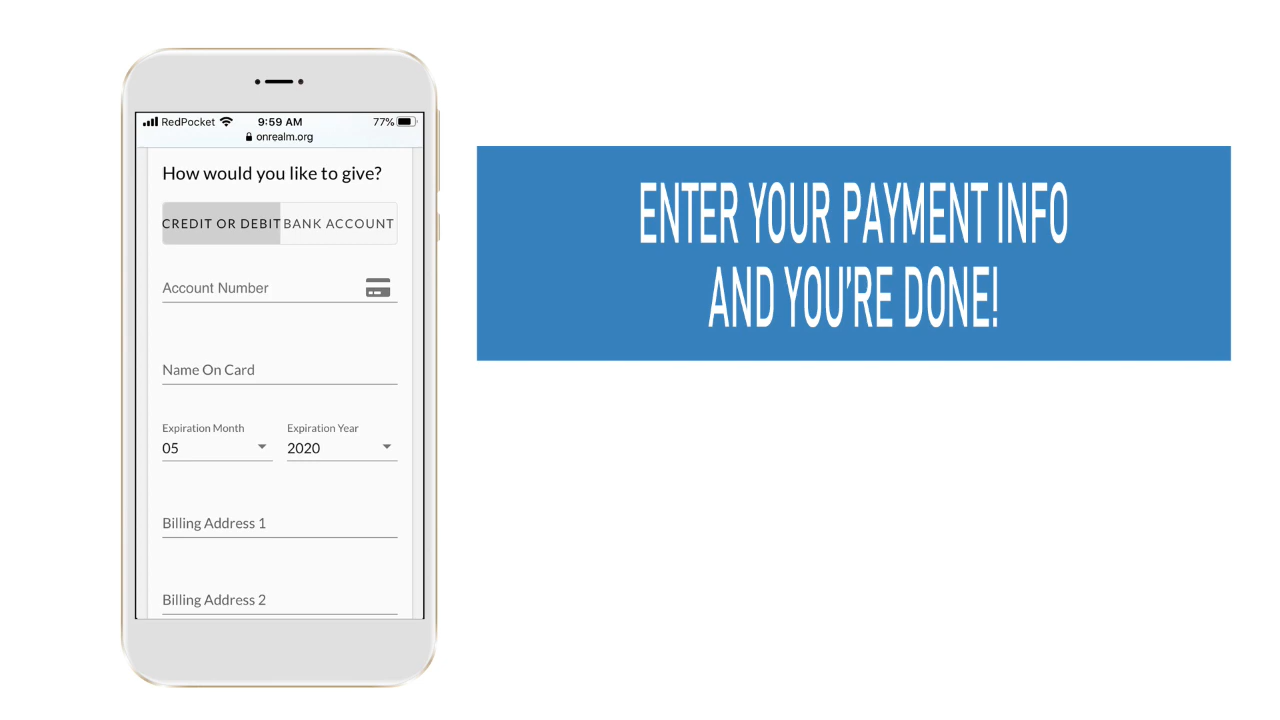 RedPocket 9:59 AM 77%
onrealm.org
How would you like to give?
CREDIT OR DEBIT BANK ACCOUNT
Account Number
Name On Card
Expiration Month Expiration Year
05 2020
Billing Address 1
Billing Address 2
ENTER YOUR PAYMENT INFO
AND YOU'RE DONE!